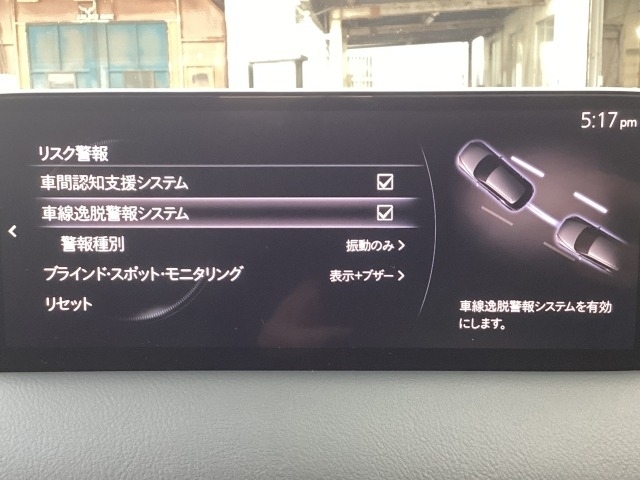 5:17pm
リスク警報
車間認知支援システム
車線逸脱警報システム
警報種別 振動のみ
ブラインド･スポット･モニタリング 表示+ブザー
リセット
車線逸脱警報システムを有効
にします。